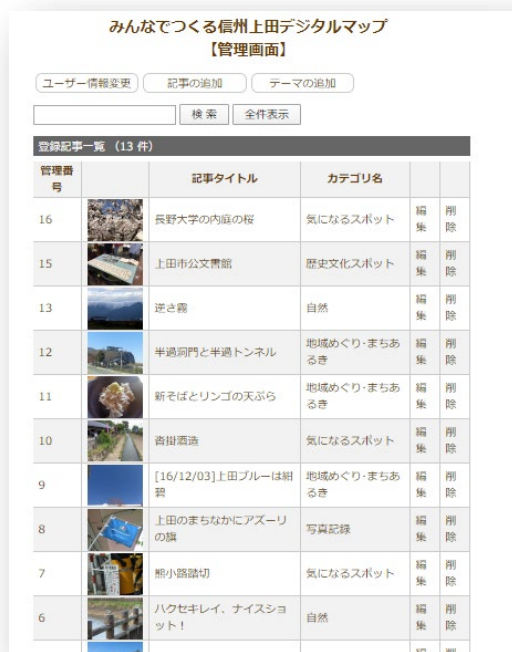 みんなでつくる信州上田デジタルマップ
【管理画面】
ユーザー情報変更 記事の追加 テーマの追加
検 索 全件表示
登録記事一覧 (13 件)
管理番
号
記事タイトル カテゴリ名
16 長野大学の内庭の桜 気になるスポット 編集 削除
15 上田市公文書館 歴史文化スポット 編集 削除
13 逆さ霧 自然 編集 削除
12 半過洞門と半過トンネル 地域めぐり・まちあ
るき 編集 削除
11 新そばとリンゴの天ぷら 地域めぐり・まちあ
るき 編集 削除
10 沓掛酒造 気になるスポット 編集 削除
9 [16/12/03]上田ブルーは紺
碧 地域めぐり・まちあ
るき 編集 削除
8 上田のまちなかにアズーリ
の旗 写真記録 編集 削除
7 熊小路踏切 気になるスポット 編集 削除
6 ハクセキレイ、ナイスショ
ット! 自然 編集 削除